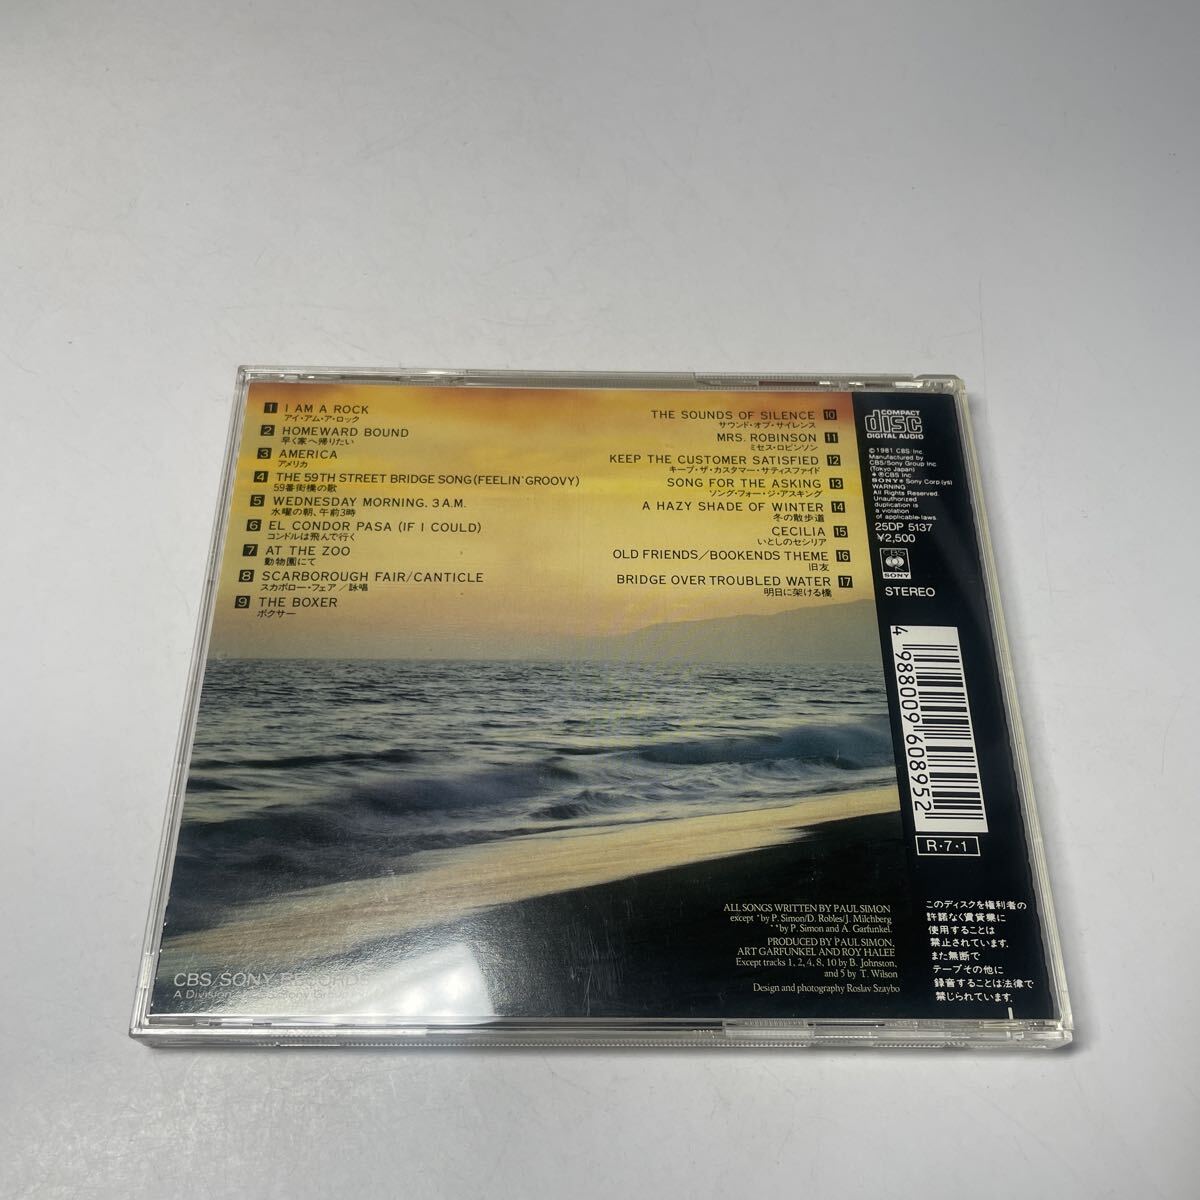 1 I AM A ROCK
アイ・アム・ア・ロック
2 HOMEWARD BOUND
早く家へ帰りたい
3 AMERICA
アメリカ
4 THE 59TH STREET BRIDGE SONG (FEELIN' GROOVY)
59番街橋の歌
5 WEDNESDAY MORNING, 3 A.M.
水曜の朝、午前3時
6 EL CONDOR PASA (IF I COULD)
コンドルは飛んで行く
7 AT THE ZOO
動物園にて
8 SCARBOROUGH FAIR/CANTICLE
スカボロー・フェア／詠唱
9 THE BOXER
ボクサー
THE SOUNDS OF SILENCE 10
サウンド・オブ・サイレンス
MRS. ROBINSON 11
ミセス・ロビンソン
KEEP THE CUSTOMER SATISFIED 12
キープ・ザ・カスタマー・サティスファイド
SONG FOR THE ASKING 13
ソング・フォー・ジ・アスキング
A HAZY SHADE OF WINTER 14
冬の散歩道
CECILIA 15
いとしのセシリア
OLD FRIENDS/BOOKENDS THEME 16
旧友
BRIDGE OVER TROUBLED WATER 17
明日に架ける橋
COMPACT
disc
DIGITAL AUDIO
Ⓟ1981 CBS Inc.
Manufactured by
CBS/Sony Group Inc.
(Tokyo Japan)
CBS Inc.
SONY® Sony Corp.(ys)
WARNING
All Rights Reserved.
Unauthorized
duplication is
a violation
of applicable laws.
25DP 5137
¥2,500
CBS
SONY
STEREO
4 988009 608952
R・7・1
このディスクを権利者の
許諾なく賃貸業に
使用することは
禁止されています.
また無断で
テープその他に
録音することは法律で
禁じられています.
ALL SONGS WRITTEN BY PAUL SIMON
except *by P. Simon/D. Robles/J. Milchberg
**by P. Simon and A. Garfunkel.
PRODUCED BY PAUL SIMON,
ART GARFUNKEL AND ROY HALEE
Except tracks 1, 2, 4, 8, 10 by B. Johnston,
and 5 by T. Wilson
Design and photography Roslav Szaybo
CBS/SONY
A Division